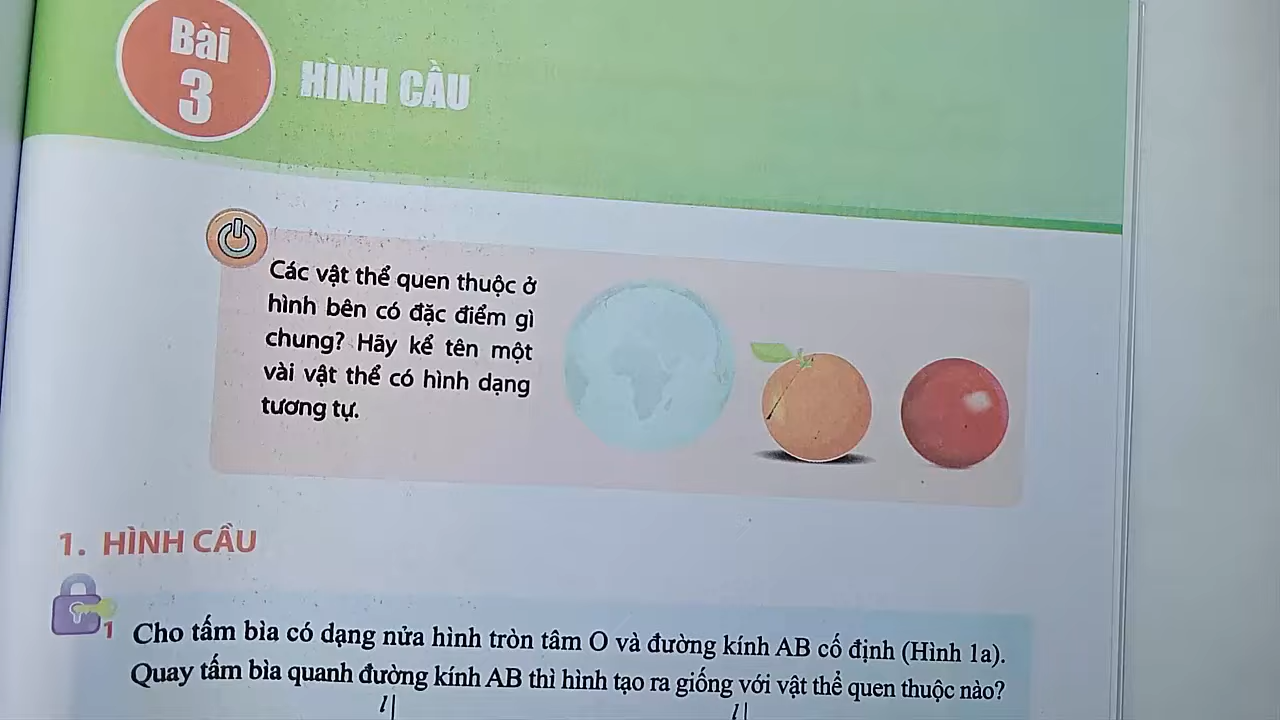 Bài
3
HÌNH CẦU
Các vật thể quen thuộc ở
hình bên có đặc điểm gì
chung? Hãy kể tên một
vài vật thể có hình dạng
tương tự.
1. HÌNH CẦU
1
Cho tấm bìa có dạng nửa hình tròn tâm O và đường kính AB cố định (Hình 1a).
Quay tấm bìa quanh đường kính AB thì hình tạo ra giống với vật thể quen thuộc nào?
l l